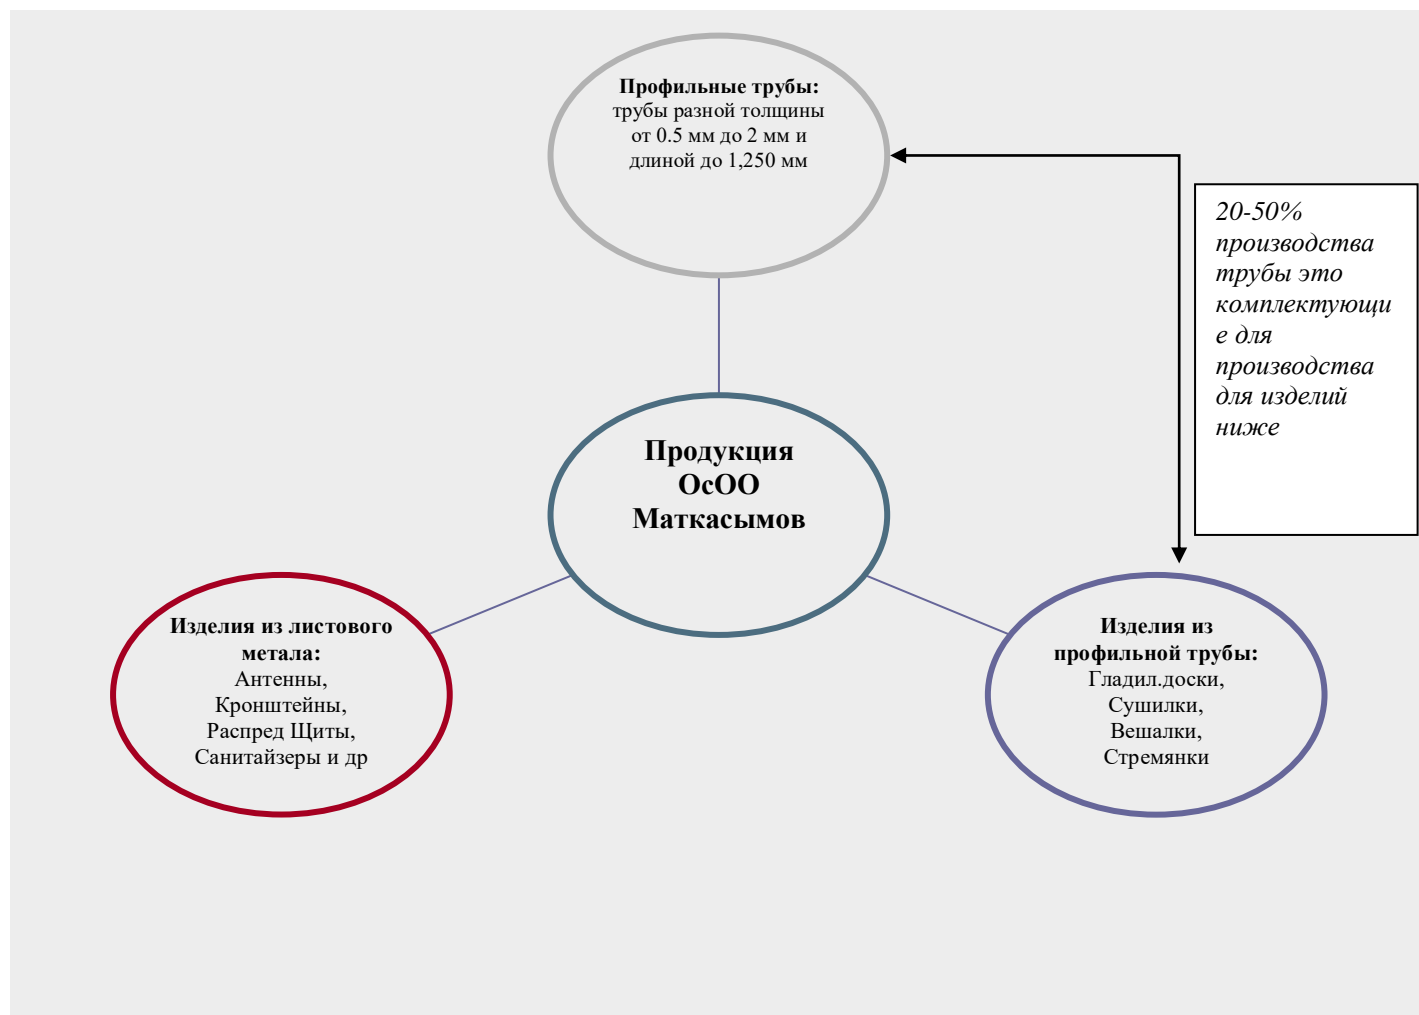 Профильные трубы:
трубы разной толщины
от 0.5 мм до 2 мм и
длиной до 1,250 мм
20-50%
производства
трубы это
комплектующи
е для
производства
для изделий
ниже
Продукция
ОсОО
Маткасымов
Изделия из листового
метала:
Антенны,
Кронштейны,
Распред Щиты,
Санитайзеры и др
Изделия из
профильной трубы:
Гладил.доски,
Сушилки,
Вешалки,
Стремянки